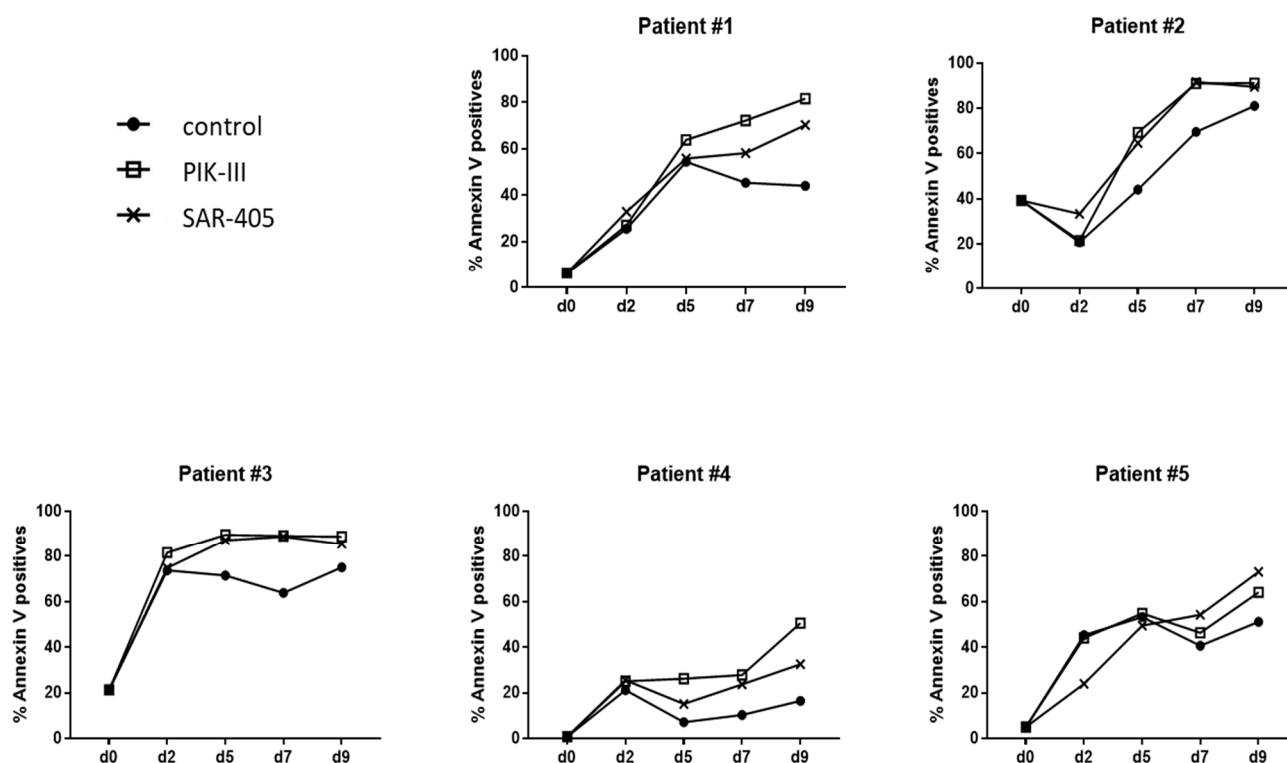 control
PIK-III
SAR-405
Patient #1
% Annexin V positives
100
80
60
40
20
0
d0 d2 d5 d7 d9
Patient #2
% Annexin V positives
100
80
60
40
20
0
d0 d2 d5 d7 d9
Patient #3
% Annexin V positives
100
80
60
40
20
0
d0 d2 d5 d7 d9
Patient #4
% Annexin V positives
100
80
60
40
20
0
d0 d2 d5 d7 d9
Patient #5
% Annexin V positives
100
80
60
40
20
0
d0 d2 d5 d7 d9